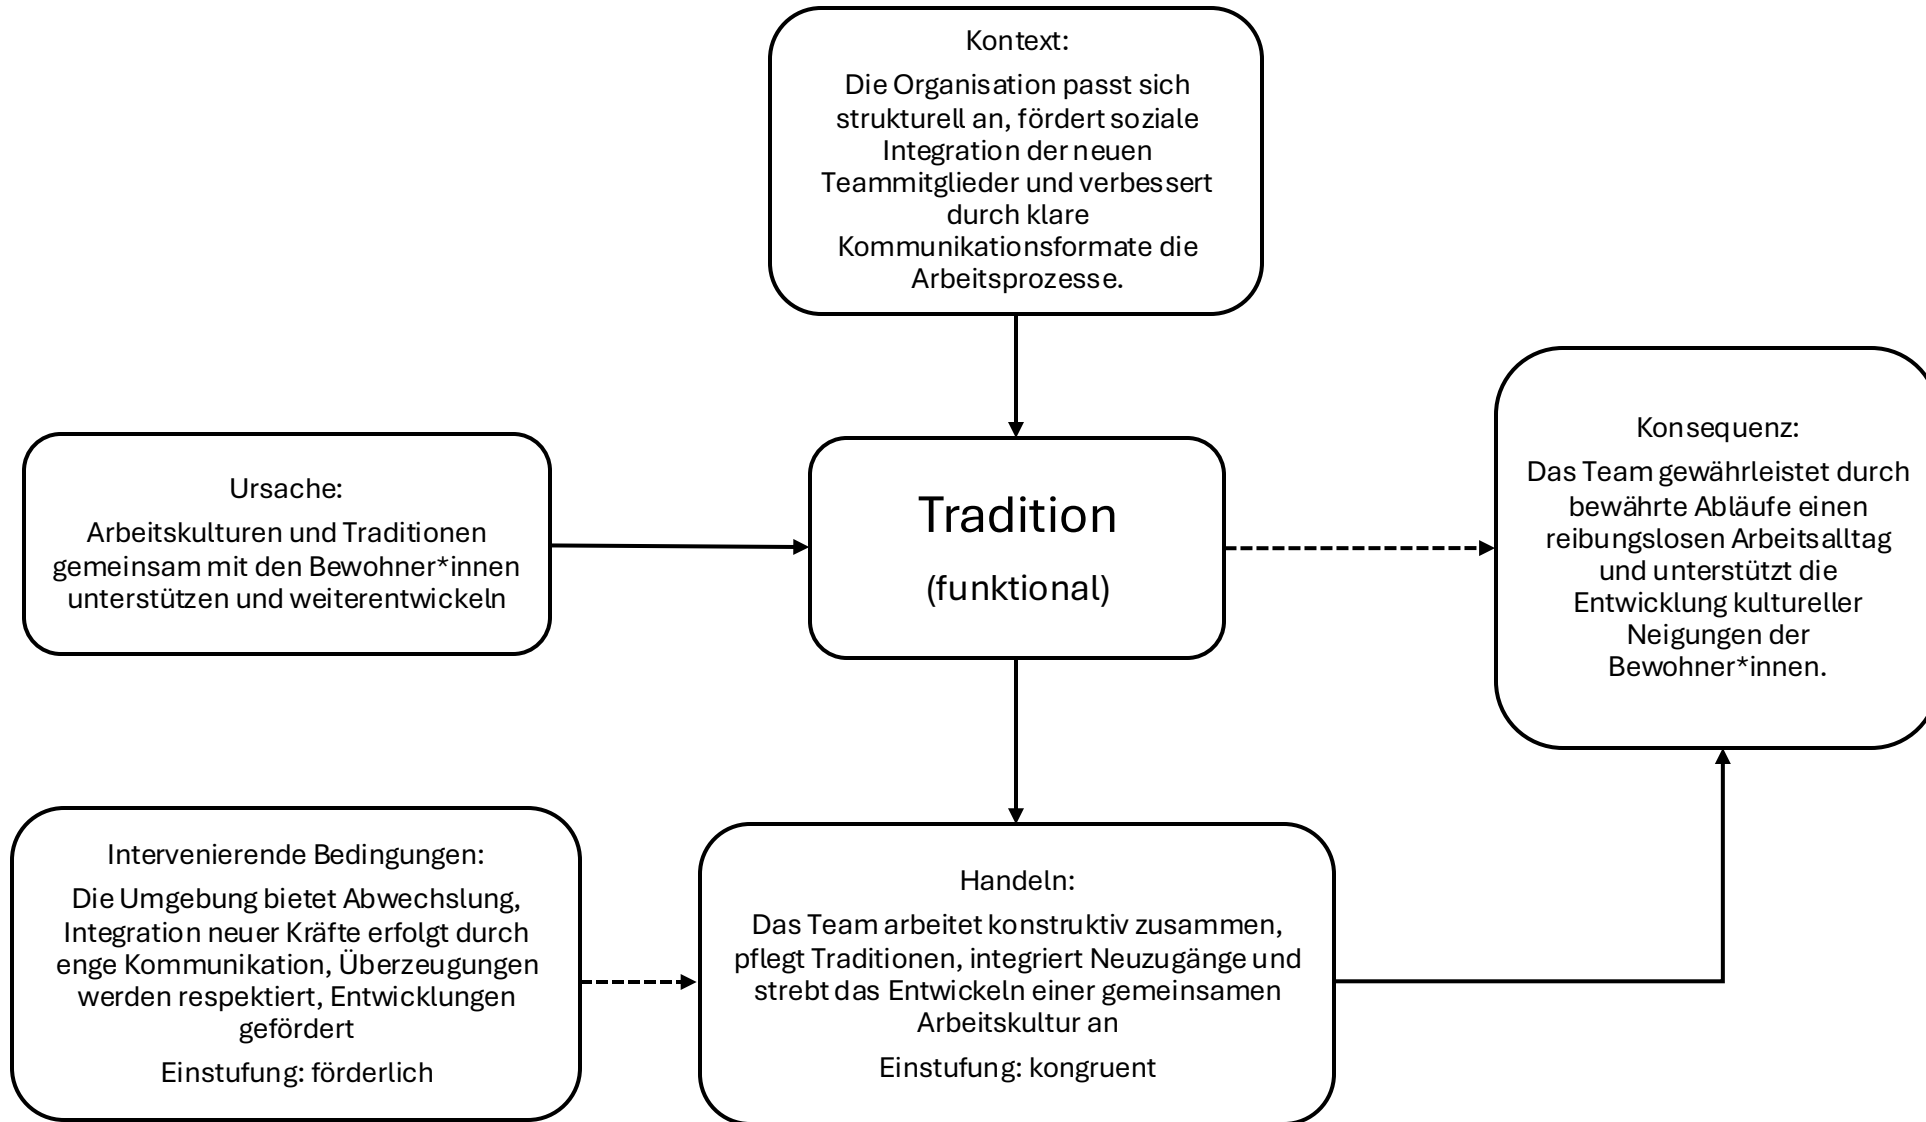 Kontext:
Die Organisation passt sich
strukturell an, fördert soziale
Integration der neuen
Teammitglieder und verbessert
durch klare
Kommunikationsformate die
Arbeitsprozesse.
Ursache:
Arbeitskulturen und Traditionen
gemeinsam mit den Bewohner*innen
unterstützen und weiterentwickeln
Tradition
(funktional)
Konsequenz:
Das Team gewährleistet durch
bewährte Abläufe einen
reibungslosen Arbeitsalltag
und unterstützt die
Entwicklung kultureller
Neigungen der
Bewohner*innen.
Intervenierende Bedingungen:
Die Umgebung bietet Abwechslung,
Integration neuer Kräfte erfolgt durch
enge Kommunikation, Überzeugungen
werden respektiert, Entwicklungen
gefördert
Einstufung: förderlich
Handeln:
Das Team arbeitet konstruktiv zusammen,
pflegt Traditionen, integriert Neuzugänge und
strebt das Entwickeln einer gemeinsamen
Arbeitskultur an
Einstufung: kongruent